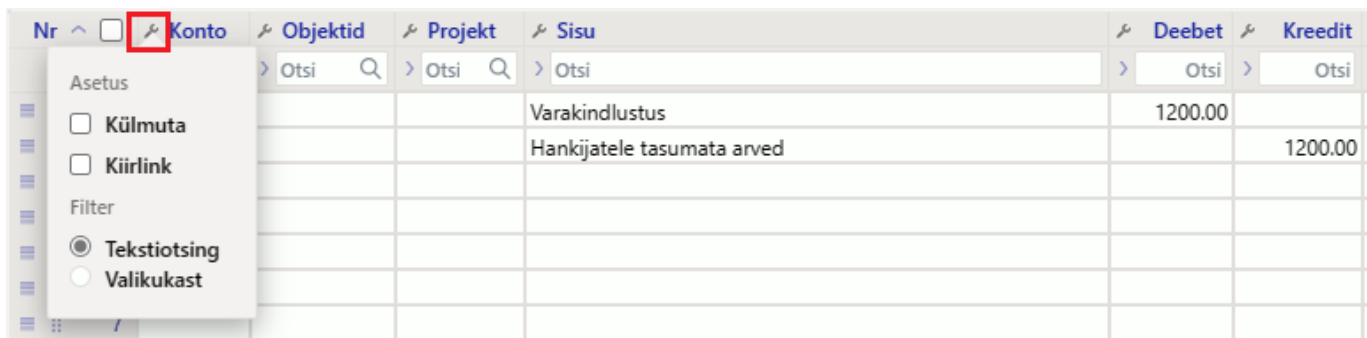 Nr Konto Objektid Projekt Sisu Deebet Kreedit
Otsi Otsi Otsi Otsi Otsi
Asetus
Varakindlustus 1200.00
Külmuta
Hankijatele tasumata arved 1200.00
Kiirlink
Filter
Tekstiotsing
Valikukast
7